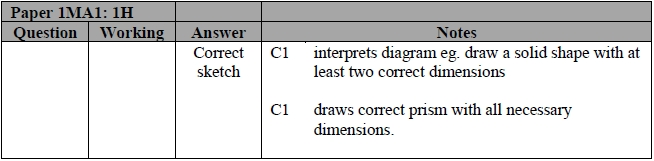 Paper 1MA1: 1H
Question Working Answer Notes
Correct sketch
C1 interprets diagram eg. draw a solid shape with at
least two correct dimensions
C1 draws correct prism with all necessary
dimensions.